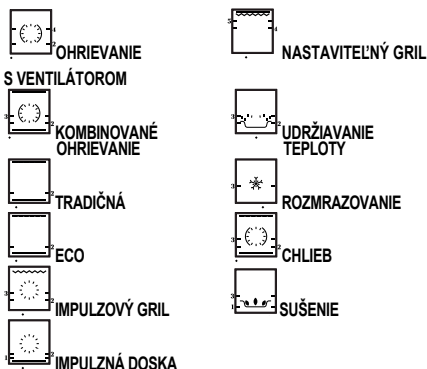 OHRIEVANIE
S VENTILÁTOROM
KOMBINOVANÉ
OHRIEVANIE
TRADIČNÁ
ECO
IMPULZOVÝ GRIL
IMPULZNÁ DOSKA
NASTAVITEĽNÝ GRIL
UDRŽIAVANIE
TEPLOTY
ROZMRAZOVANIE
CHLIEB
SUŠENIE